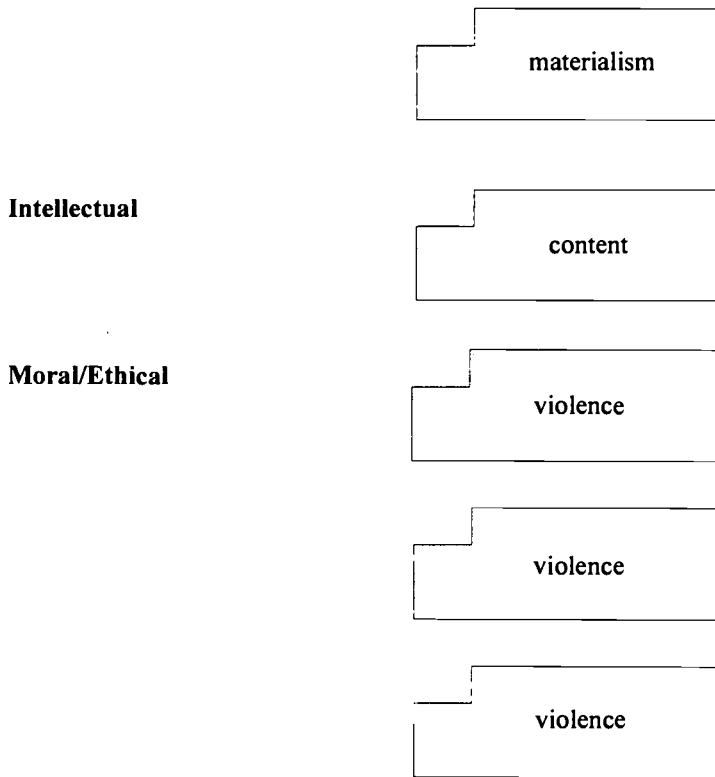 materialism
Intellectual
content
Moral/Ethical
violence
violence
violence